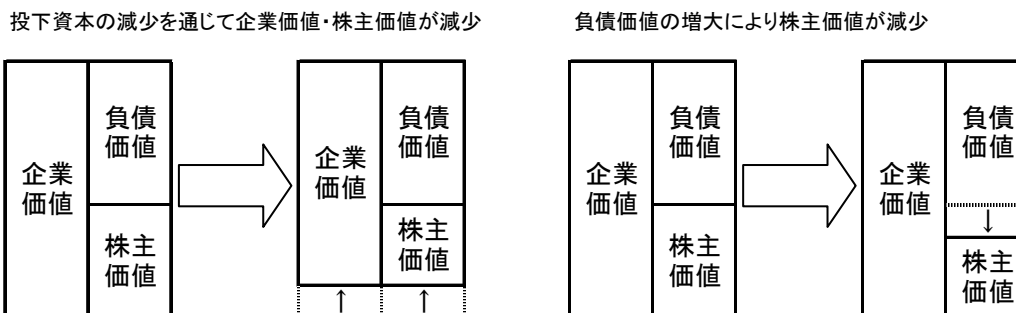 投下資本の減少を通じて企業価値・株主価値が減少
企業
価値
負債
価値
株主
価値
企業
価値
負債
価値
株主
価値
↑
↑
負債価値の増大により株主価値が減少
企業
価値
負債
価値
株主
価値
企業
価値
負債
価値
↓
株主
価値